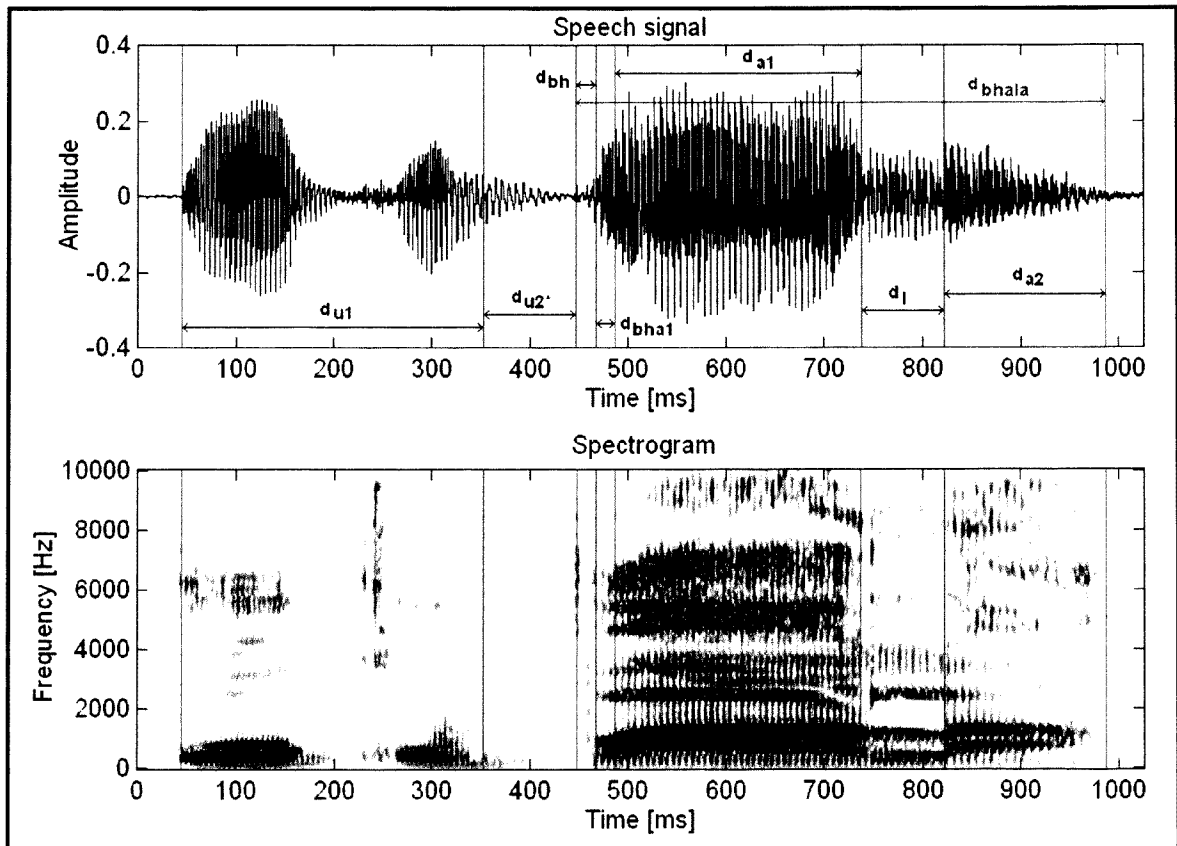 Speech signal
0.4
0.2
0
-0.2
-0.4
Amplitude
d bh
d a1
d bhala
d u1
d u2'
d bha1
d l
d a2
0 100 200 300 400 500 600 700 800 900 1000
Time [ms]
Spectrogram
10000
8000
6000
4000
2000
0
Frequency [Hz]
0 100 200 300 400 500 600 700 800 900 1000
Time [ms]